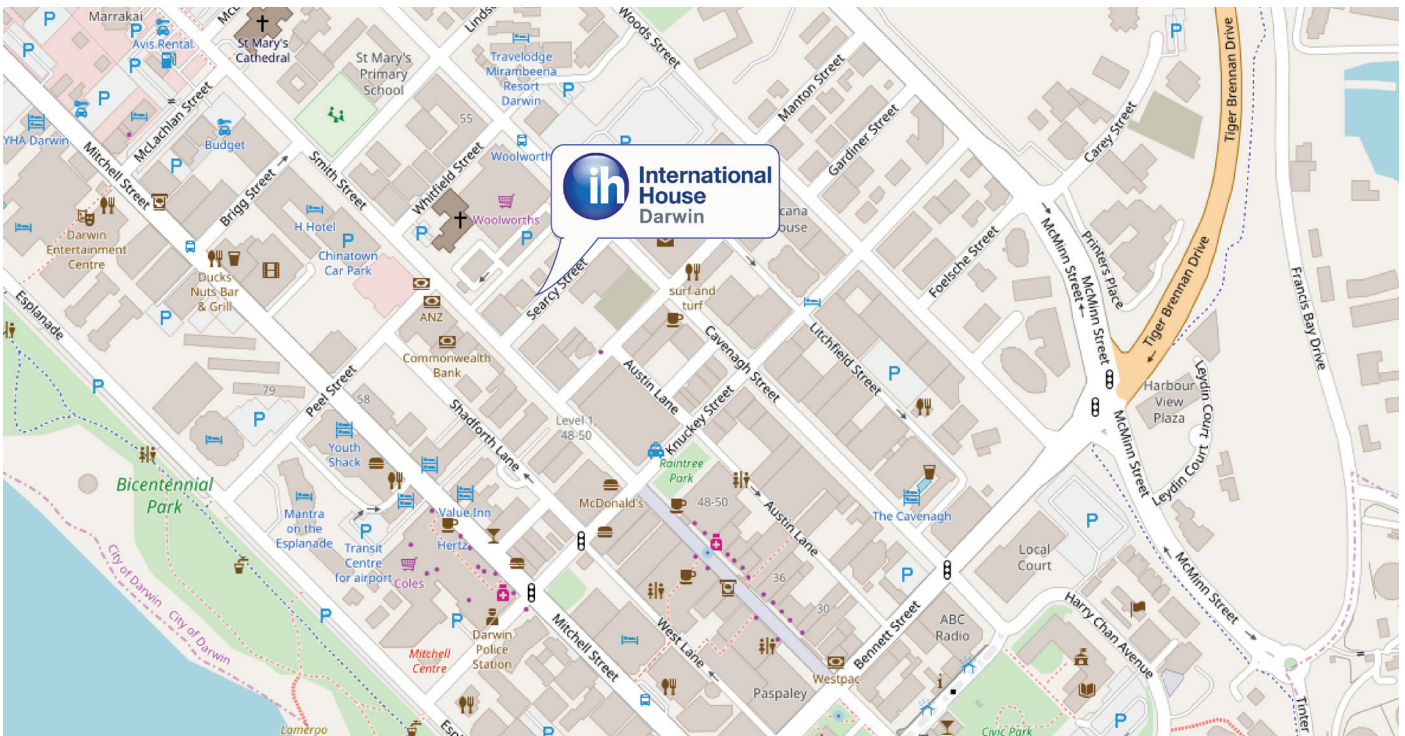 Marrakai
Avis Rental
St Mary's
Cathedral
St Mary's
Primary
School
Travelodge
Mirambeena
Resort
Darwin
Woods Street
Tiger Brennan Drive
YHA Darwin
McLachlan Street
Budget
55
Manton Street
Gardiner Street
Carey Street
Mitchell Street
Brigg Street
Smith Street
Whitfield Street
Woolworth
Woolworths
ih
International
House
Darwin
Darwin
Entertainment
Centre
H Hotel
Chinatown
Car Park
Ducks
Nuts Bar
& Grill
Searcy Street
surf and
turf
Foelsche Street
McMinn Street
McMinn Street
Printers Place
Tiger Brennan Drive
Francis Bay Drive
Esplanade
ANZ
Commonwealth
Bank
79
Peel Street
58
Shadforth Lane
Level 1,
48-50
Austin Lane
Cavenagh Street
Litchfield Street
Knuckey Street
Harbour
View
Plaza
Leydin Court
Leydin Court
McMinn Street
Youth
Shack
Raintree
Park
McDonald's
48-50
The Cavenagh
Bicentennial
Park
Mantra
on the
Esplanade
Value Inn
Hertz
Transit
Centre
for airport
Coles
Austin Lane
36
30
Local
Court
McMinn Street
City of Darwin
City of Darwin
Darwin
Police
Station
Mitchell
Centre
Mitchell Street
West Lane
Bennett Street
Westpac
Paspaley
ABC
Radio
Harry Chan Avenue
Civic Park
Lameroo
Tinter